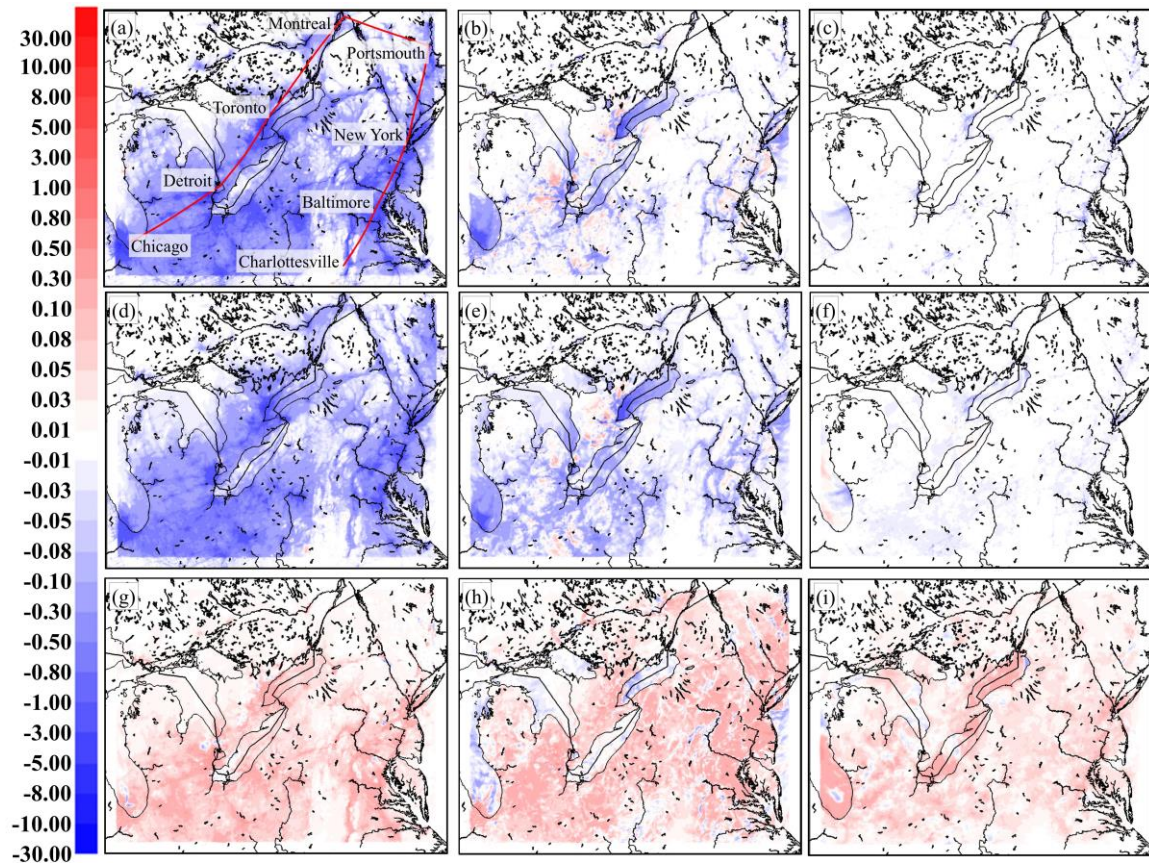 30.00
10.00
8.00
5.00
3.00
1.00
0.80
0.50
0.30
0.10
0.08
0.05
0.03
0.01
-0.01
-0.03
-0.05
-0.08
-0.10
-0.30
-0.50
-0.80
-1.00
-3.00
-5.00
-8.00
-10.00
-30.00
(a)
Montreal
Portsmouth
Toronto
New York
Detroit
Baltimore
Chicago
Charlottesville
(b)
(c)
(d)
(e)
(f)
(g)
(h)
(i)